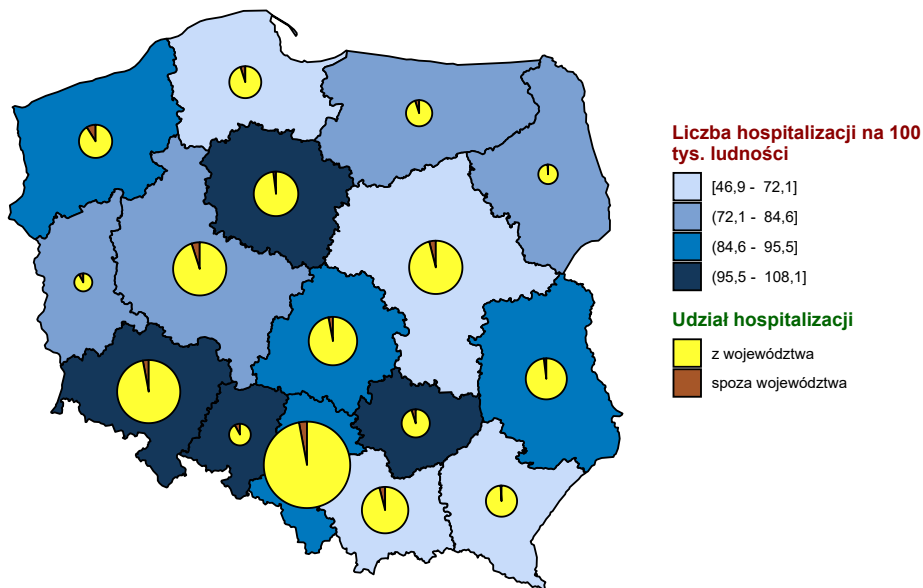 Liczba hospitalizacji na 100
tys. ludności
[46,9 - 72,1]
(72,1 - 84,6]
(84,6 - 95,5]
(95,5 - 108,1]
Udział hospitalizacji
z województwa
spoza województwa